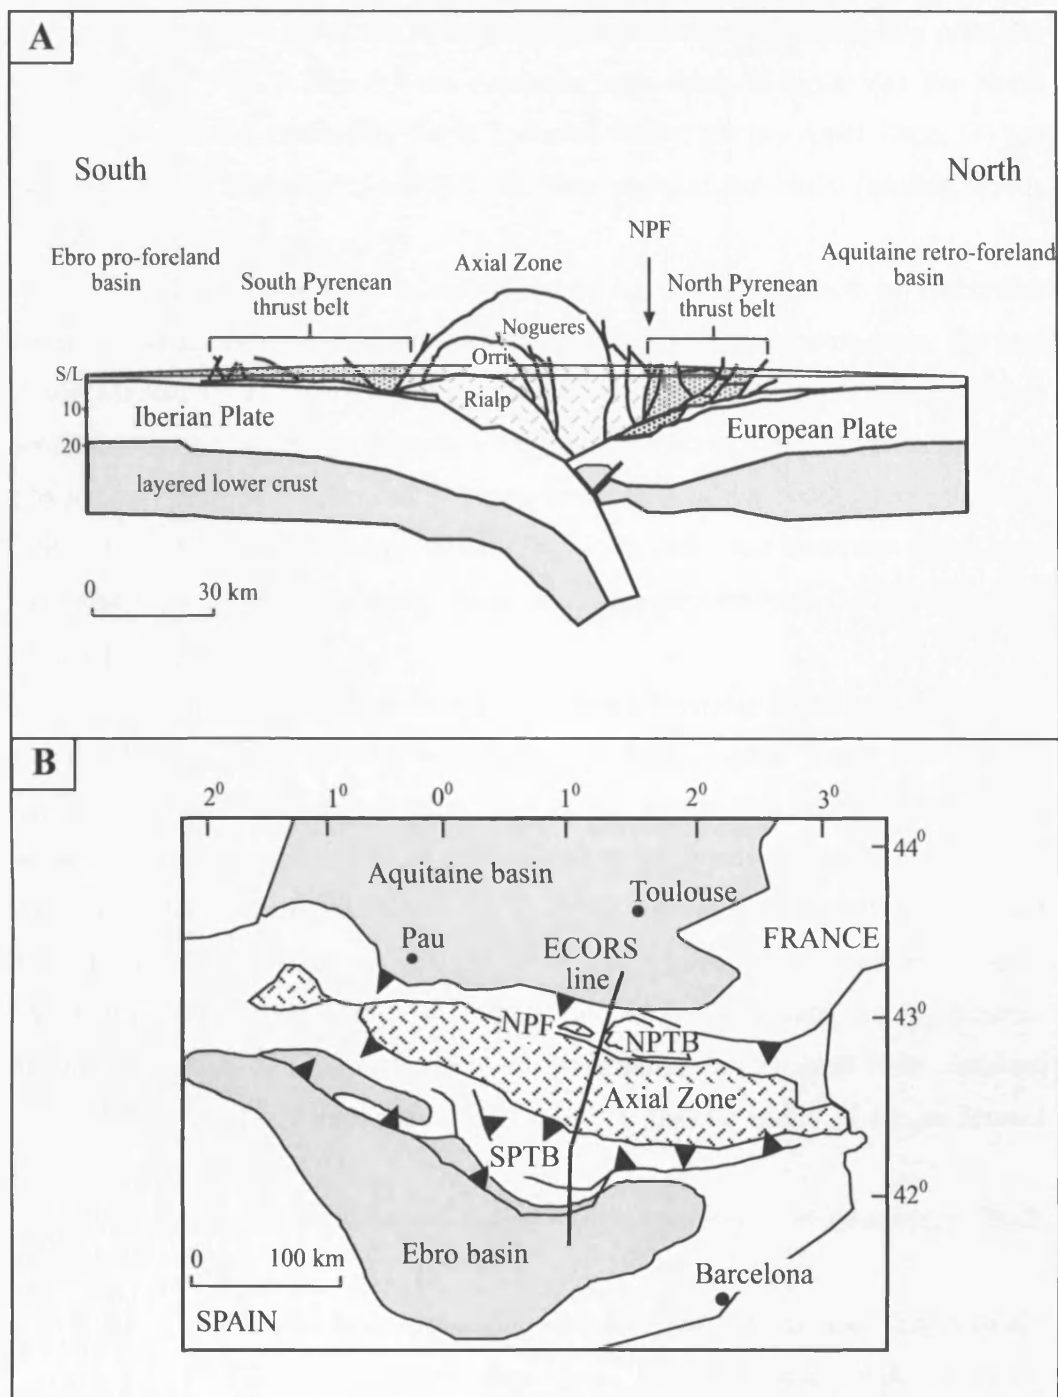 A
South
North
NPF
Ebro pro-foreland
basin
South Pyrenean
thrust belt
Axial Zone
North Pyrenean
thrust belt
Aquitaine retro-foreland
basin
Nogueres
Orri
Rialp
S/L
10
20
Iberian Plate
European Plate
layered lower crust
0
30 km
B
2⁰ 1⁰ 0⁰ 1⁰ 2⁰ 3⁰
44⁰
Aquitaine basin
Toulouse
Pau
ECORS
line
FRANCE
43⁰
NPF
NPTB
Axial Zone
SPTB
42⁰
Ebro basin
0 100 km
Barcelona
SPAIN